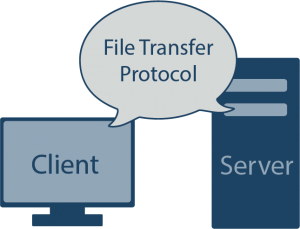 File Transfer
Protocol
Client
Server